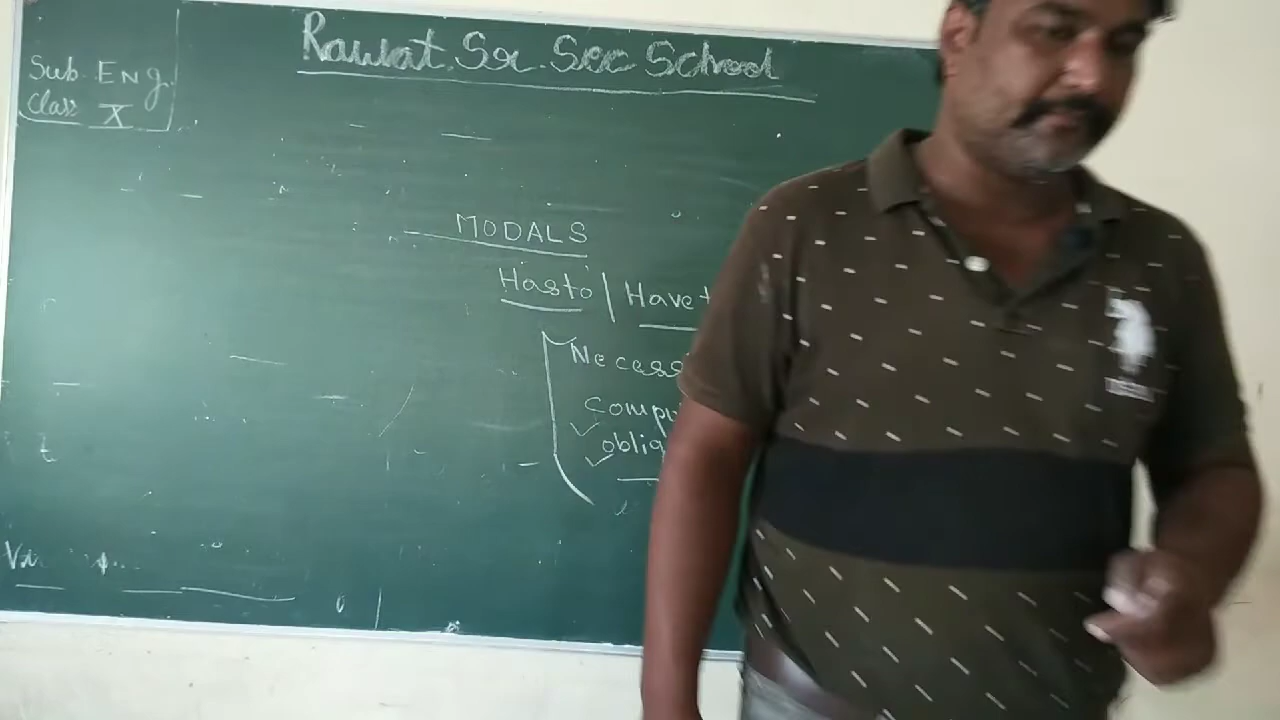 Rawat Sr. Sec School
Sub. Eng.
Class X
MODALS
Hasto / Have t
Necess
Compu
oblig